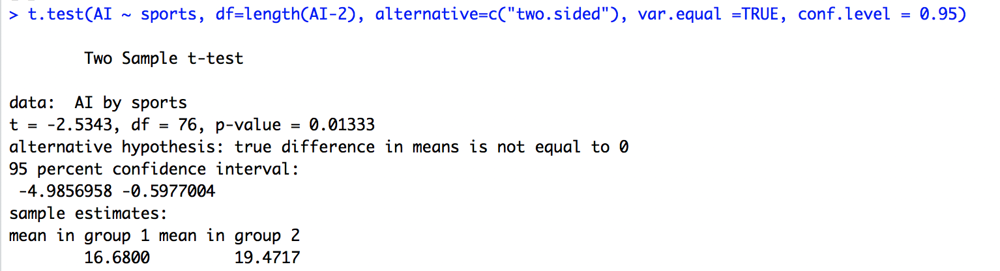 > t.test(AI ~ sports, df=length(AI-2), alternative=c("two.sided"), var.equal =TRUE, conf.level = 0.95)
Two Sample t-test
data:  AI by sports
t = -2.5343, df = 76, p-value = 0.01333
alternative hypothesis: true difference in means is not equal to 0
95 percent confidence interval:
 -4.9856958 -0.5977004
sample estimates:
mean in group 1 mean in group 2
        16.6800         19.4717